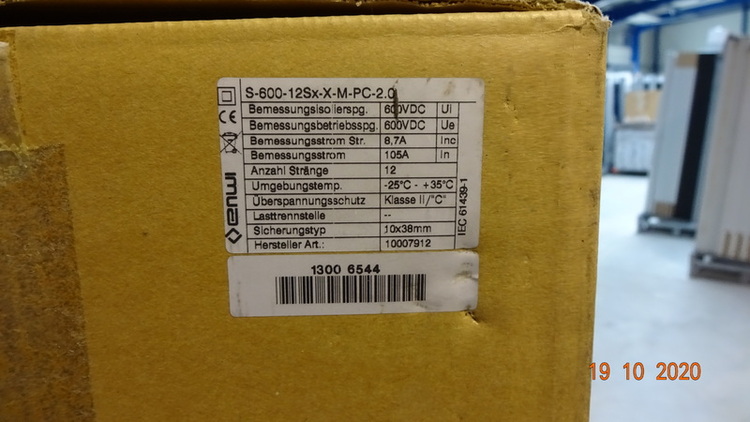 S-600-12Sx-X-M-PC-2.0
Bemessungsisolierspg. 600VDC Ui
Bemessungsbetriebsspg. 600VDC Ue
Bemessungsstrom Str. 8,7A Inc
Bemessungsstrom 105A In
Anzahl Stränge 12
Umgebungstemp. -25°C - +35°C
Überspannungsschutz Klasse II/"C"
Lasttrennstelle --
Sicherungstyp 10x38mm
Hersteller Art.: 10007912
CE
enwi
IEC 61439-1
1300 6544
19 10 2020